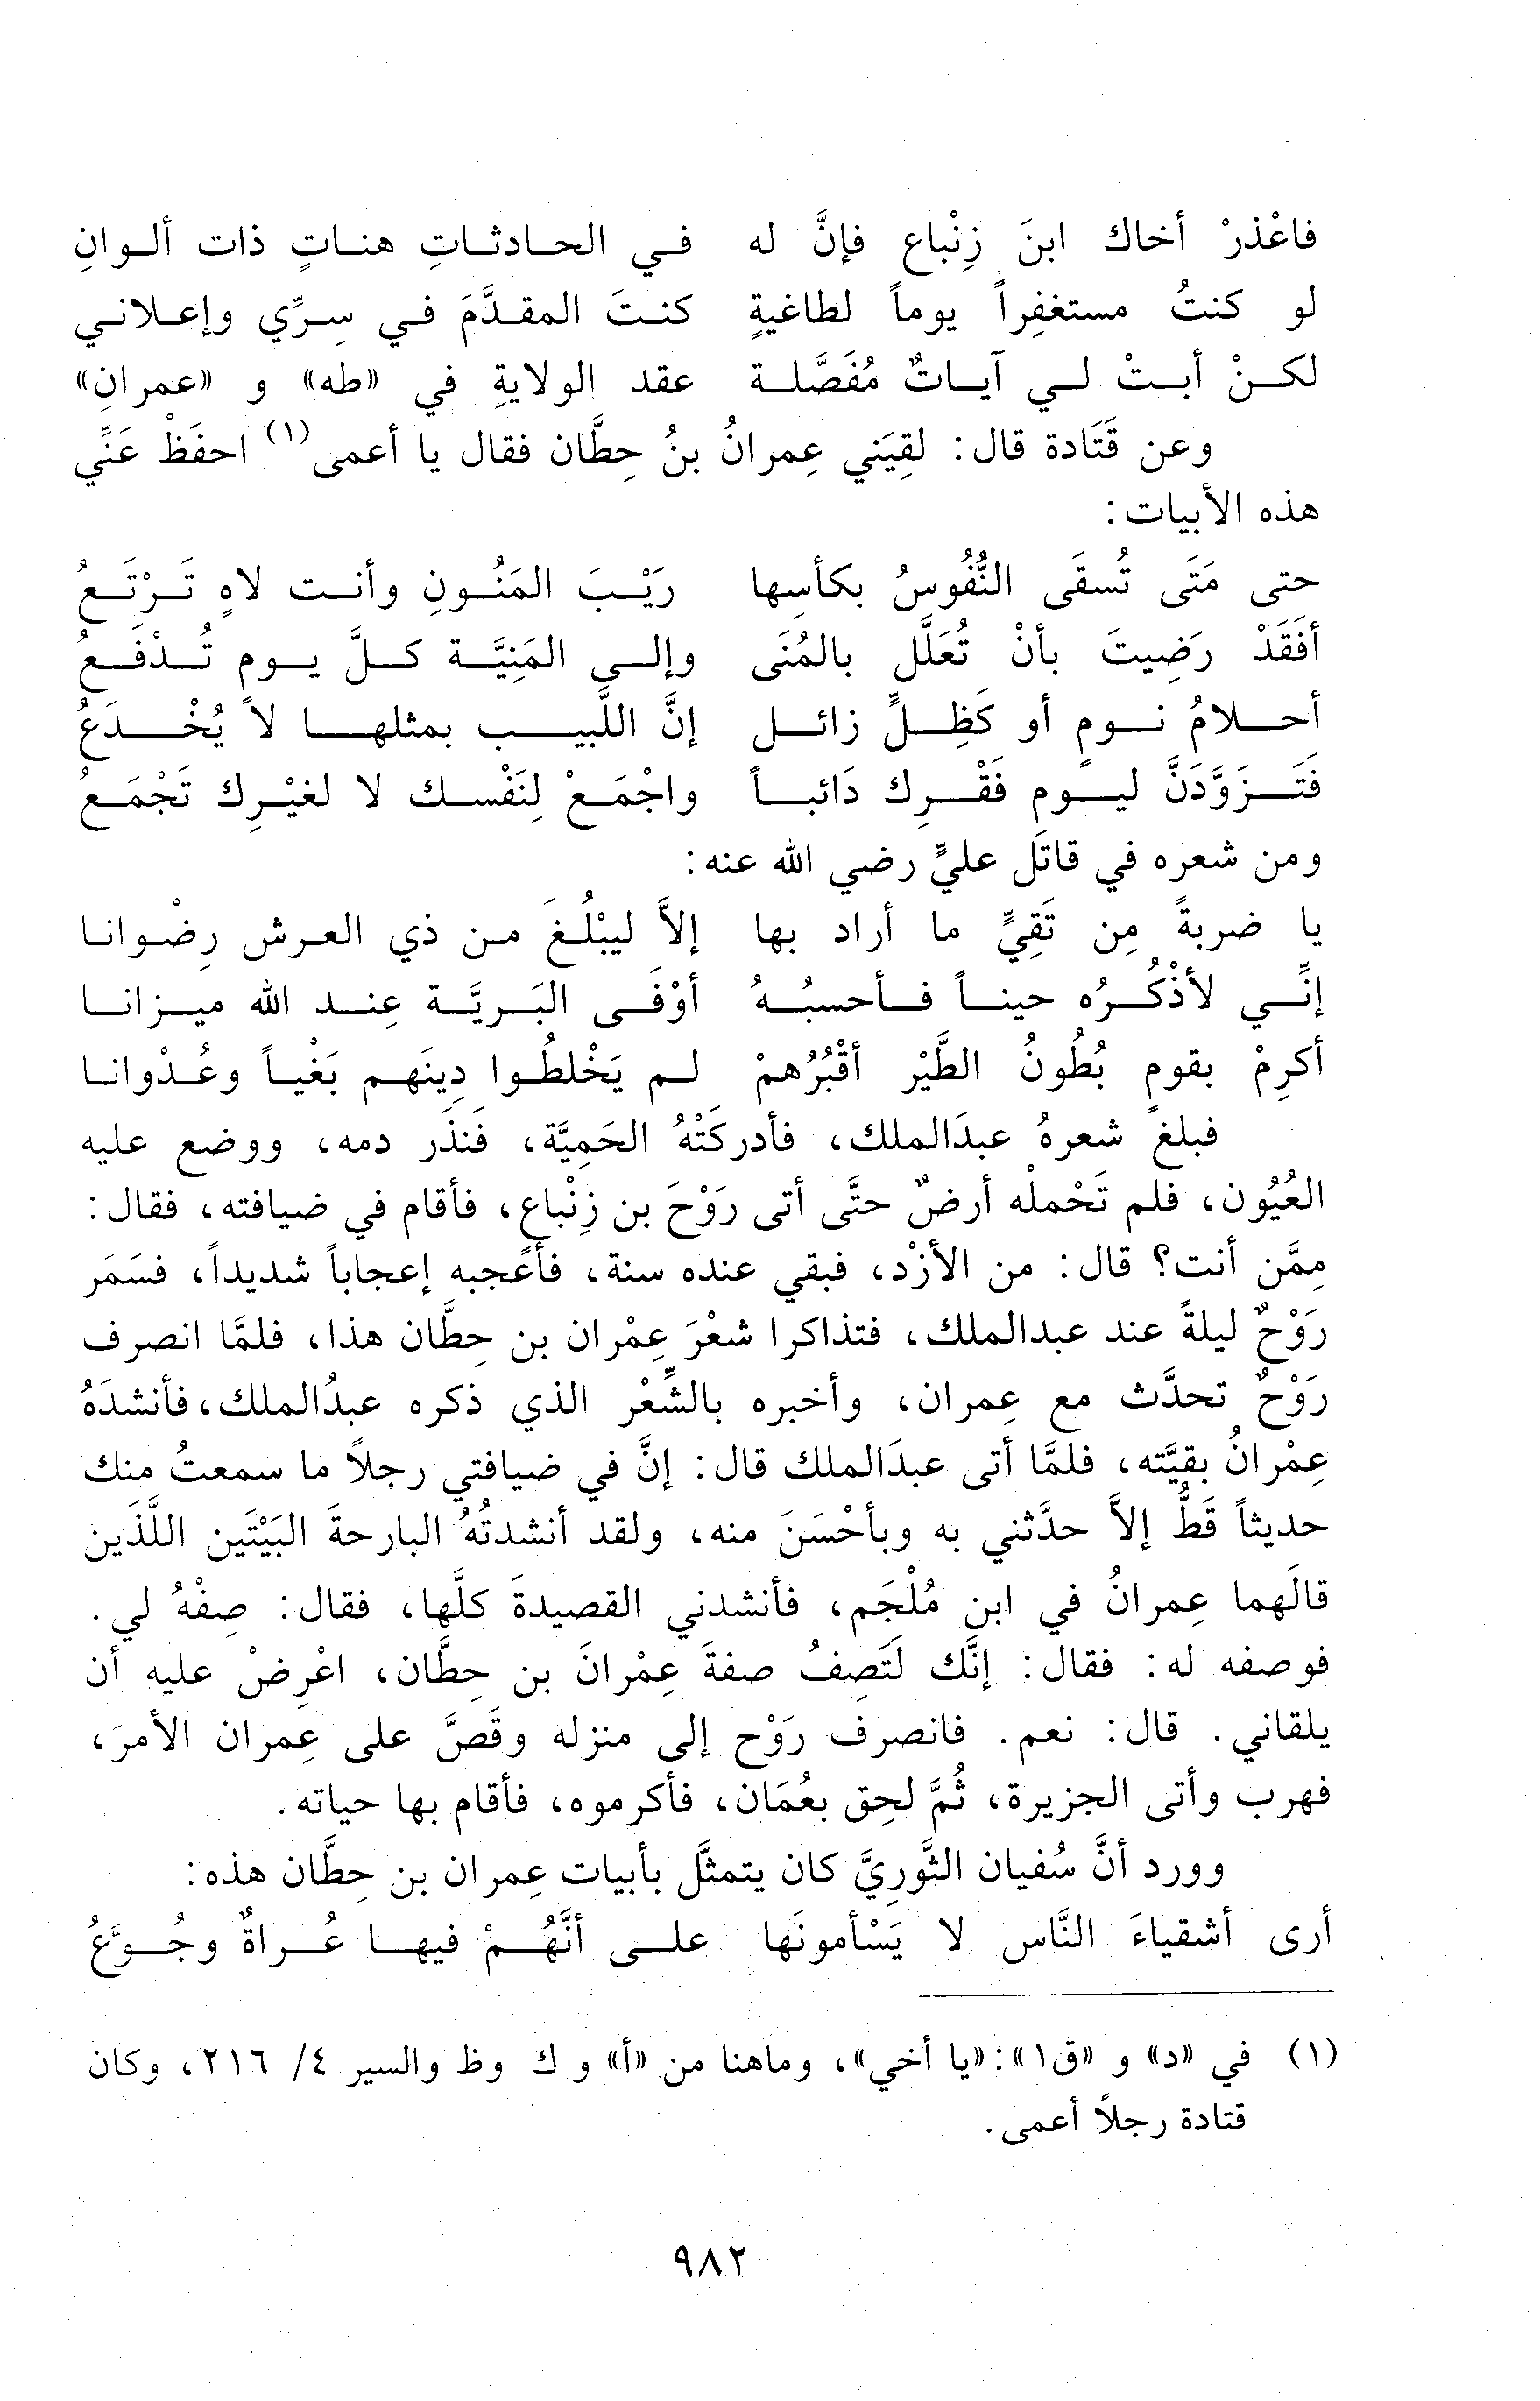 فاعْذرْ أخاك ابنَ زِنْباع فإنَّ له في الحادثاتِ هناتٍ ذات ألوانِ
لو كنتُ مستغفِراً يوماً لطاغيةٍ كنتَ المقدَّمَ في سِرِّي وإعلاني
لكنْ أبتْ لي آياتٌ مُفَصَّلة عقد الولايةِ في «طه» و «عمرانِ»
وعن قَتَادة قال: لقِيَني عِمرانُ بنُ حِطَّان فقال يا أعمى(١) احفَظْ عَنِّي
هذه الأبيات:
حتى مَتَى تُسقَى النُّفُوسُ بكأسِها رَيْبَ المَنُونِ وأنت لاهٍ تَرْتَعُ
أفَقَدْ رَضِيتَ بأنْ تُعَلَّل بالمُنَى وإلى المَنِيَّة كلَّ يوم تُدْفَعُ
أحلامُ نومٍ أو كَظِلٍّ زائل إنَّ اللَّبيب بمثلها لاَ يُخْدَعُ
فَتَزَوَّدَنَّ ليوم فَقْرِك دَائباً واجْمَعْ لِنَفْسك لا لغيْرِك تَجْمَعُ
ومن شعره في قاتَل عليٍّ رضي الله عنه:
يا ضربةً مِن تَقِيٍّ ما أراد بها إلاَّ ليبْلُغَ من ذي العرش رِضْوانا
إنِّي لأذْكُرُه حيناً فأحسبُهُ أوْفَى البَريَّة عِند الله ميزانا
أكرِمْ بقومٍ بُطُونُ الطَّيْر أقْبُرُهمْ لم يَخْلطُوا دِينَهم بَغْياً وعُدْوانا
فبلغ شعرهُ عبدَالملك، فأدركَتْهُ الحَمِيَّة، فَنذَر دمه، ووضع عليه
العُيُون، فلم تَحْملْه أرضٌ حتَّى أتى رَوْحَ بن زِنْباع، فأقام في ضيافته، فقال:
مِمَّن أنت؟ قال: من الأزْد، فبقي عنده سنة، فأعجبه إعجاباً شديداً، فسَمَر
رَوْحٌ ليلةً عند عبدالملك، فتذاكرا شعْرَ عِمْران بن حِطَّان هذا، فلمَّا انصرف
رَوْحٌ تحدَّث مع عِمران، وأخبره بالشِّعْر الذي ذكره عبدُالملك، فأنشدَهُ
عِمْرانُ بقيَّته، فلمَّا أتى عبدَالملك قال: إنَّ في ضيافتي رجلاً ما سمعتُ منك
حديثاً قَطُّ إلاَّ حدَّثني به وبأحْسَنَ منه، ولقد أنشدتُهُ البارحةَ البَيْتَين اللَّذَين
قالَهما عِمرانُ في ابن مُلْجَم، فأنشدني القصيدةَ كلَّها، فقال: صِفْهُ لي.
فوصفه له: فقال: إنَّك لَتَصِفُ صفةَ عِمْرانَ بن حِطَّان، اعْرِضْ عليه أن
يلقاني. قال: نعم. فانصرف رَوْح إلى منزله وقَصَّ على عِمران الأمرَ،
فهرب وأتى الجزيرة، ثُمَّ لحِق بعُمَان، فأكرموه، فأقام بها حياته.
وورد أنَّ سُفيان الثَّورِيَّ كان يتمثَّل بأبيات عِمران بن حِطَّان هذه:
أرى أشقياءَ النَّاس لا يَسْأمونَها على أنَّهُمْ فيها عُراةٌ وجُوَّعُ
(١) في «د» و «ق١»: «يا أخي»، وماهنا من «أ» و ك وظ والسير ٤/ ٢١٦، وكان
قتادة رجلاً أعمى.
٩٨٢